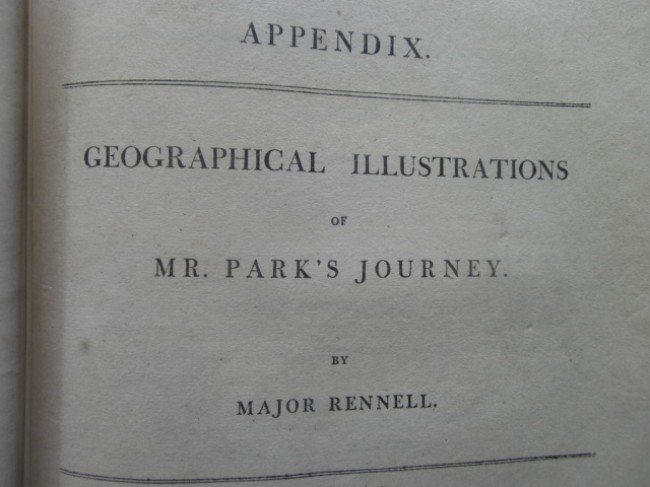 APPENDIX.
GEOGRAPHICAL ILLUSTRATIONS
OF
MR. PARK'S JOURNEY.
BY
MAJOR RENNELL.